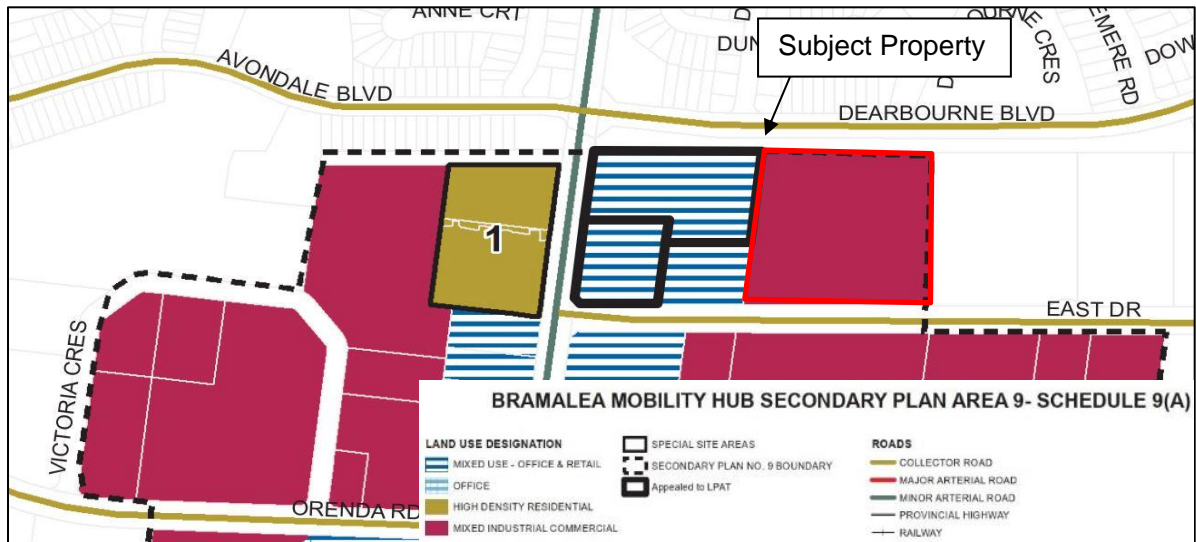 ANNE CRT
Subject Property
AVONDALE BLVD
DEARBOURNE BLVD
1
EAST DR
VICTORIA CRES
ORENDA RD
BRAMALEA MOBILITY HUB SECONDARY PLAN AREA 9- SCHEDULE 9(A)
LAND USE DESIGNATION
MIXED USE - OFFICE & RETAIL
OFFICE
HIGH DENSITY RESIDENTIAL
MIXED INDUSTRIAL COMMERCIAL
SPECIAL SITE AREAS
SECONDARY PLAN NO. 9 BOUNDARY
Appealed to LPAT
ROADS
COLLECTOR ROAD
MAJOR ARTERIAL ROAD
MINOR ARTERIAL ROAD
PROVINCIAL HIGHWAY
RAILWAY